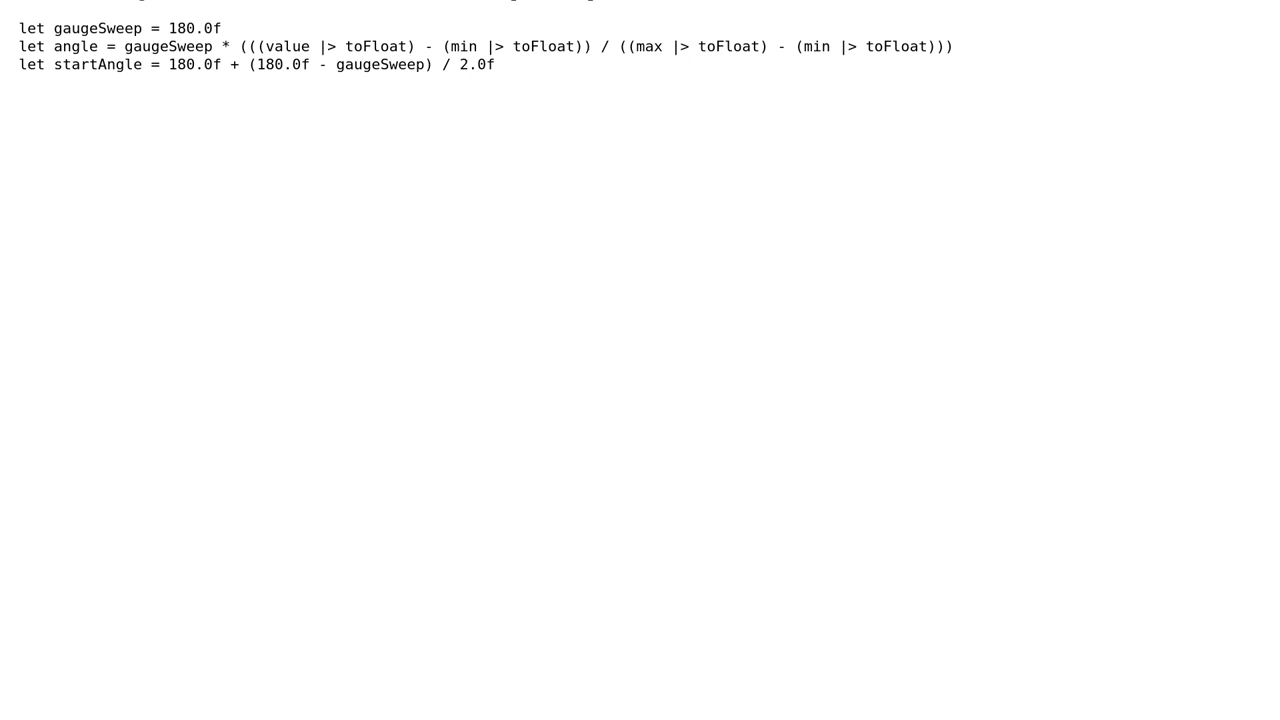 let gaugeSweep = 180.0f
let angle = gaugeSweep * (((value |> toFloat) - (min |> toFloat)) / ((max |> toFloat) - (min |> toFloat)))
let startAngle = 180.0f + (180.0f - gaugeSweep) / 2.0f